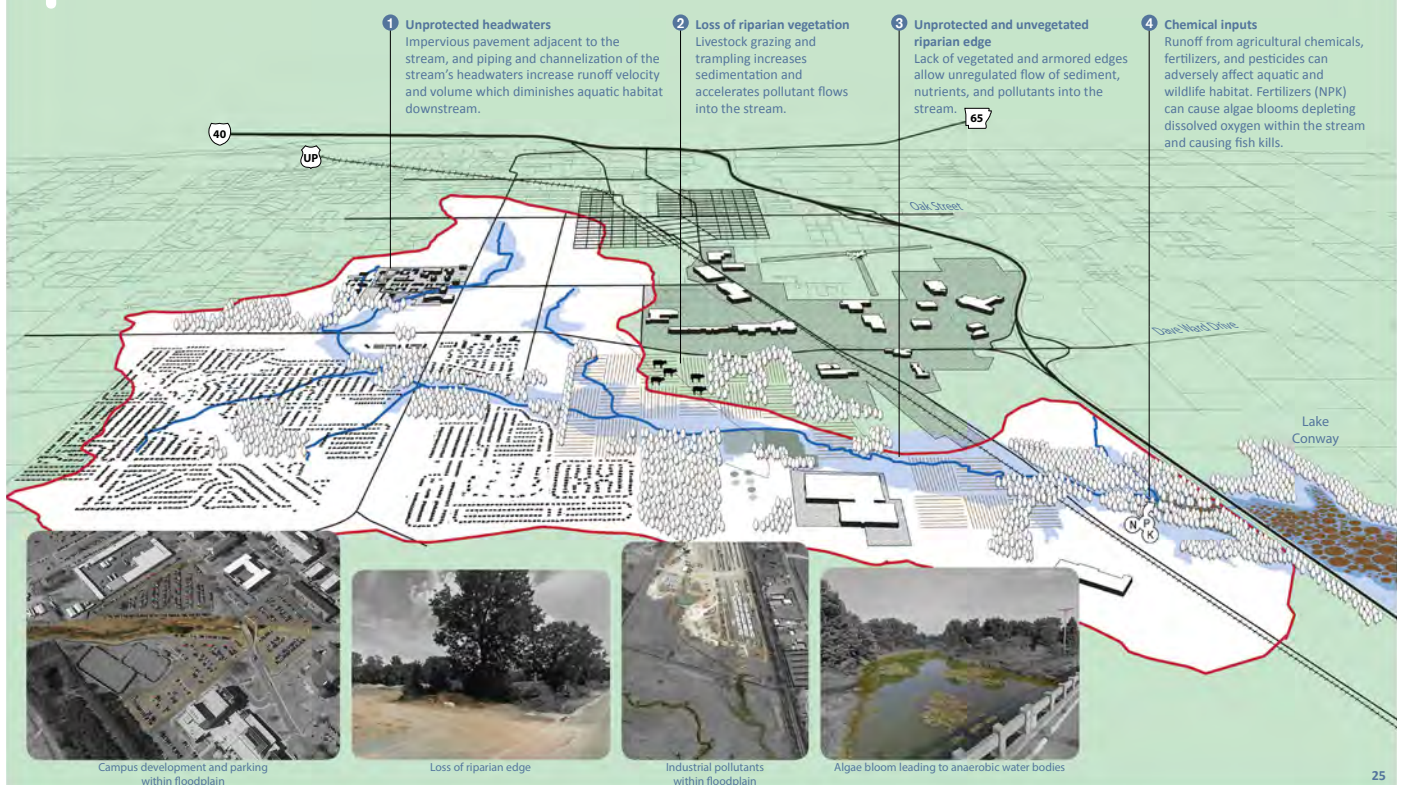 1 Unprotected headwaters
Impervious pavement adjacent to the
stream, and piping and channelization of the
stream's headwaters increase runoff velocity
and volume which diminishes aquatic habitat
downstream.
2 Loss of riparian vegetation
Livestock grazing and
trampling increases
sedimentation and
accelerates pollutant flows
into the stream.
3 Unprotected and unvegetated
riparian edge
Lack of vegetated and armored edges
allow unregulated flow of sediment,
nutrients, and pollutants into the
stream.
4 Chemical inputs
Runoff from agricultural chemicals,
fertilizers, and pesticides can
adversely affect aquatic and
wildlife habitat. Fertilizers (NPK)
can cause algae blooms depleting
dissolved oxygen within the stream
and causing fish kills.
65
40
UP
Oak Street
Dave Ward Drive
Lake
Conway
N P
K
Campus development and parking
within floodplain
Loss of riparian edge
Industrial pollutants
within floodplain
Algae bloom leading to anaerobic water bodies
25